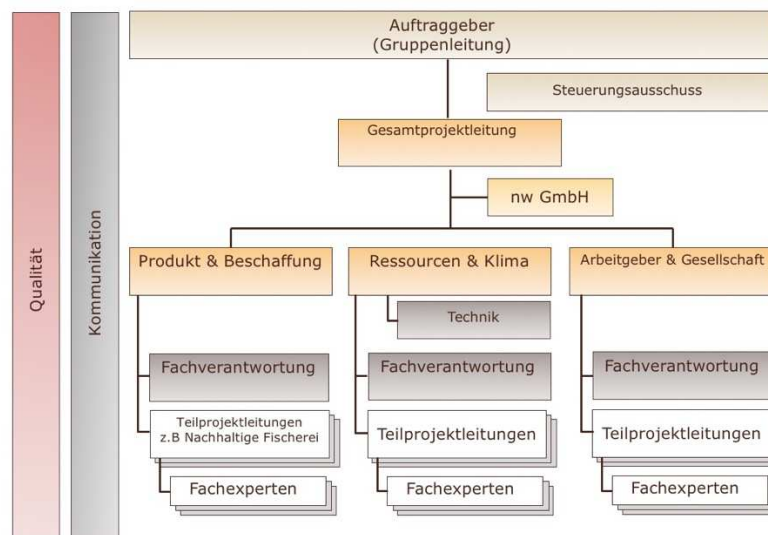 Qualität
Kommunikation
Auftraggeber
(Gruppenleitung)
Steuerungsausschuss
Gesamtprojektleitung
nw GmbH
Produkt & Beschaffung
Ressourcen & Klima
Arbeitgeber & Gesellschaft
Technik
Fachverantwortung
Fachverantwortung
Fachverantwortung
Teilprojektleitungen
z.B Nachhaltige Fischerei
Teilprojektleitungen
Teilprojektleitungen
Fachexperten
Fachexperten
Fachexperten